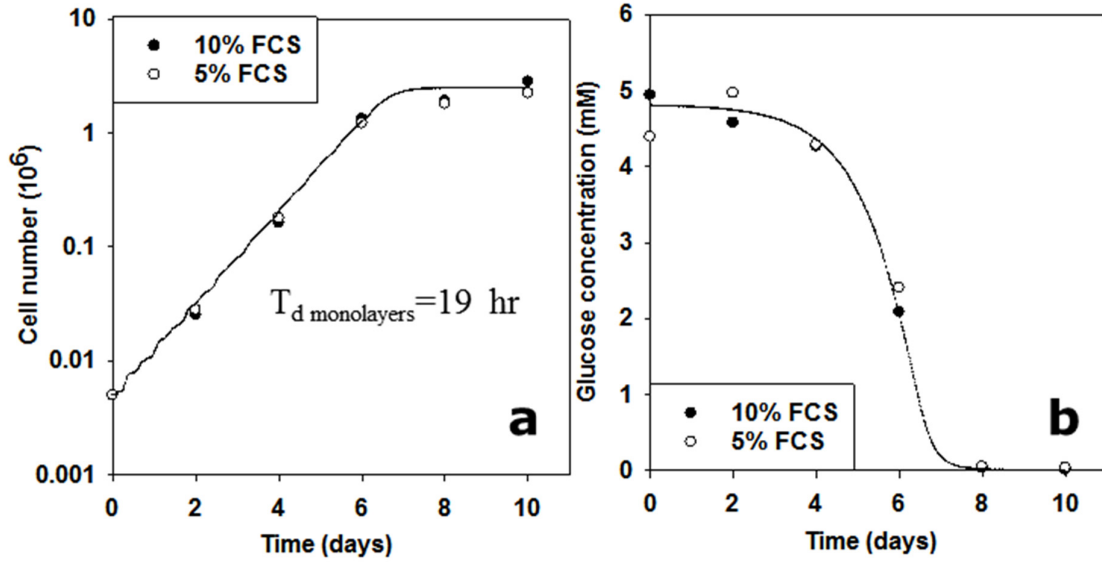 10
1
0.1
0.01
0.001
Cell number (10^6)
10% FCS
5% FCS
T_d monolayers=19 hr
a
0 2 4 6 8 10
Time (days)
6
5
4
3
2
1
0
Glucose concentration (mM)
10% FCS
5% FCS
b
0 2 4 6 8 10
Time (days)